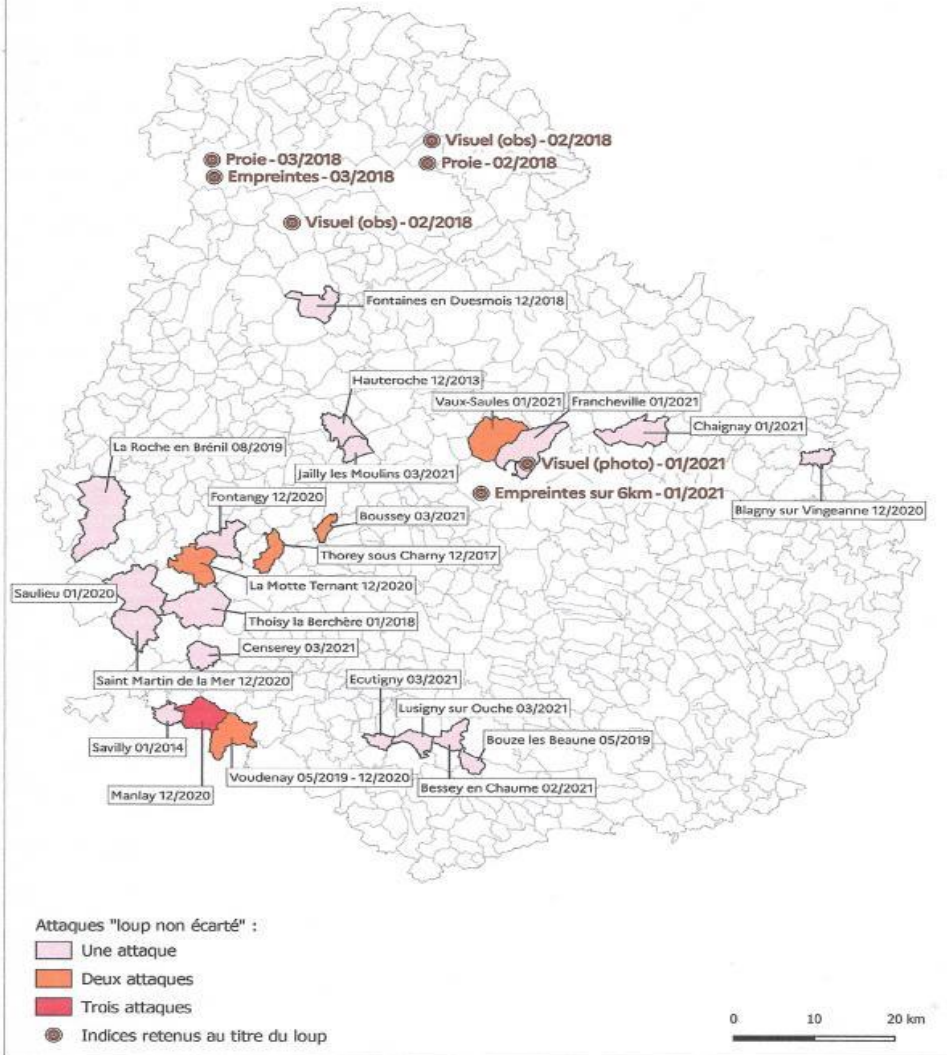 Visuel (obs) - 02/2018
Proie - 03/2018
Proie - 02/2018
Empreintes - 03/2018
Visuel (obs) - 02/2018
Fontaines en Duesmois 12/2018
Hauteroche 12/2013
Vaux-Saules 01/2021
Francheville 01/2021
Chaignay 01/2021
La Roche en Brénil 08/2019
Jailly les Moulins 03/2021
Visuel (photo) - 01/2021
Fontangy 12/2020
Empreintes sur 6km - 01/2021
Blagny sur Vingeanne 12/2020
Boussey 03/2021
Thorey sous Charny 12/2017
La Motte Ternant 12/2020
Saulieu 01/2020
Thoisy la Berchère 01/2018
Censerey 03/2021
Saint Martin de la Mer 12/2020
Ecutigny 03/2021
Lusigny sur Ouche 03/2021
Bouze les Beaune 05/2019
Savilly 01/2014
Voudenay 05/2019 - 12/2020
Bessey en Chaume 02/2021
Manlay 12/2020
Attaques "loup non écarté" :
Une attaque
Deux attaques
Trois attaques
Indices retenus au titre du loup
0 10 20 km